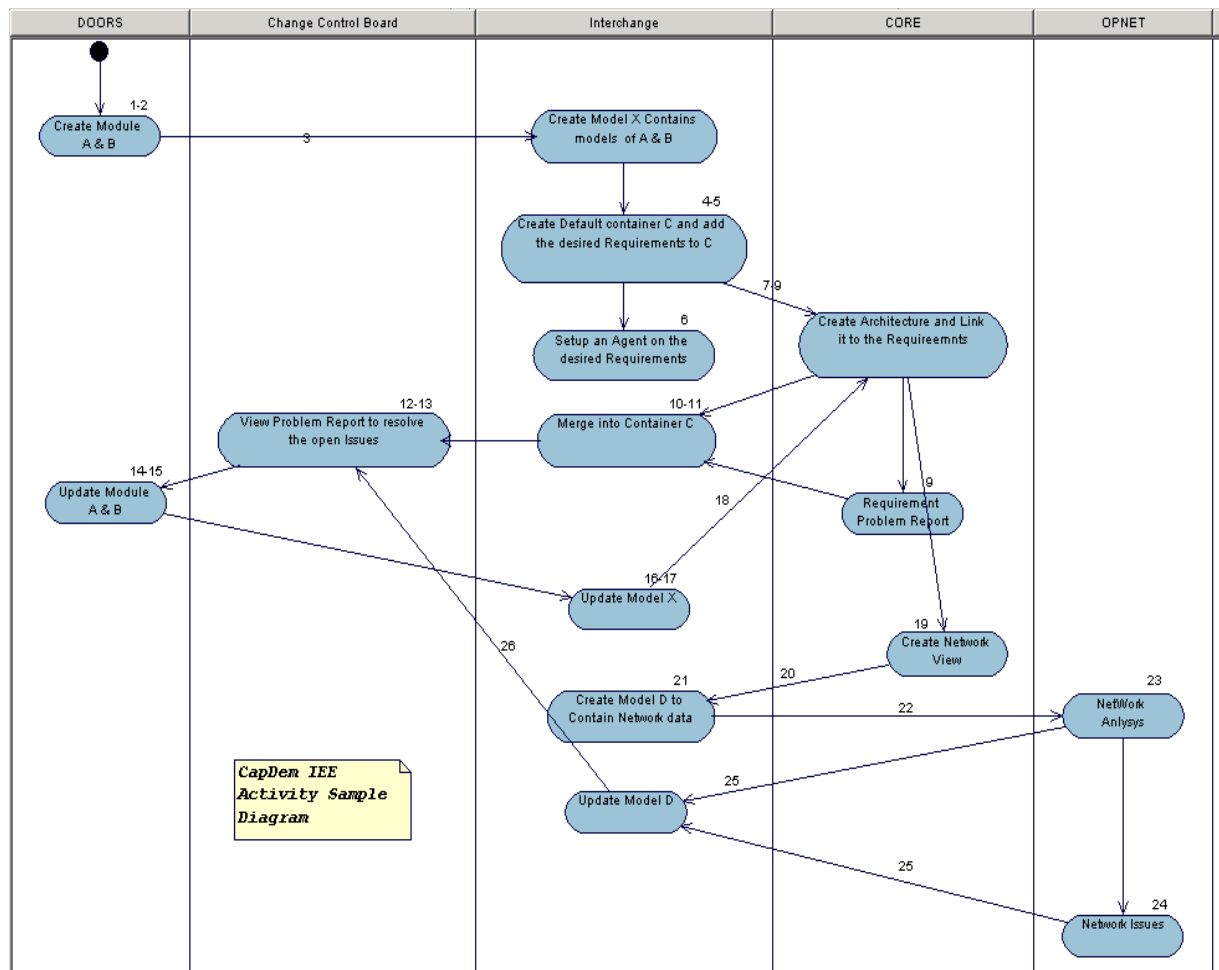 DOORS
Change Control Board
Interchange
CORE
OPNET
1-2
Create Module
A & B
3
Create Model X Contains
models of A & B
4-5
Create Default container C and add
the desired Requirements to C
7-9
6
Setup an Agent on the
desired Requirements
Create Architecture and Link
it to the Requireemnts
12-13
View Problem Report to resolve
the open Issues
10-11
Merge into Container C
14-15
Update Module
A & B
18
9
Requirement
Problem Report
16-17
Update Model X
19
Create Network
View
26
20
21
Create Model D to
Contain Network data
22
23
NetWork
Anlysys
CapDem IEE
Activity Sample
Diagram
25
Update Model D
25
24
Network Issues